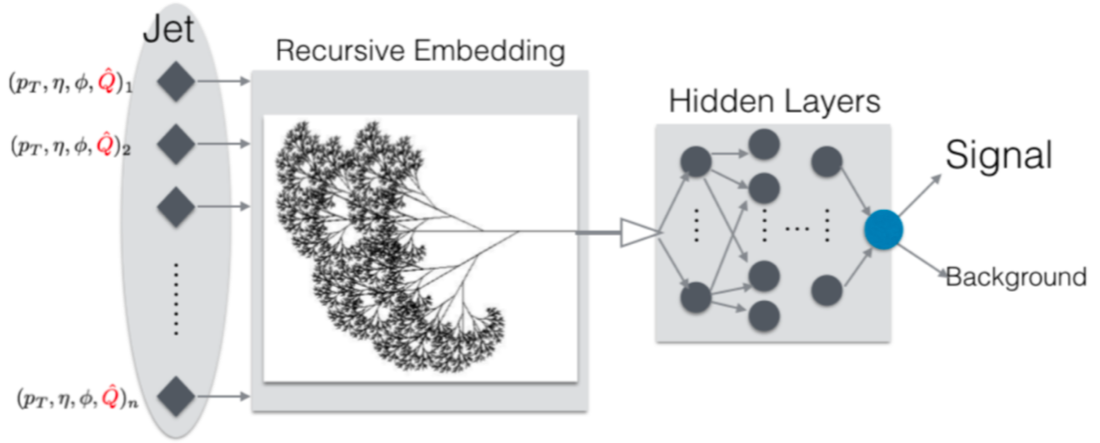 Jet
Recursive Embedding
(p_T, η, ϕ, Q̂)_1
Hidden Layers
(p_T, η, ϕ, Q̂)_2
Signal
Background
(p_T, η, ϕ, Q̂)_n